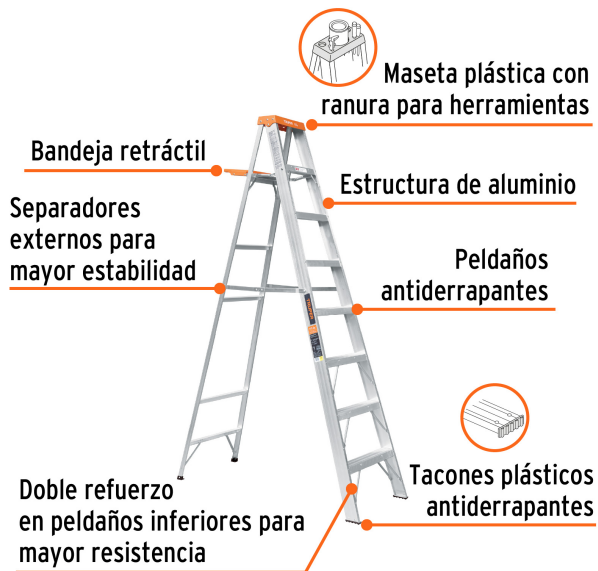 Maseta plástica con
ranura para herramientas
Bandeja retráctil
Estructura de aluminio
Separadores
externos para
mayor estabilidad
Peldaños
antiderrapantes
Tacones plásticos
antiderrapantes
Doble refuerzo
en peldaños inferiores para
mayor resistencia